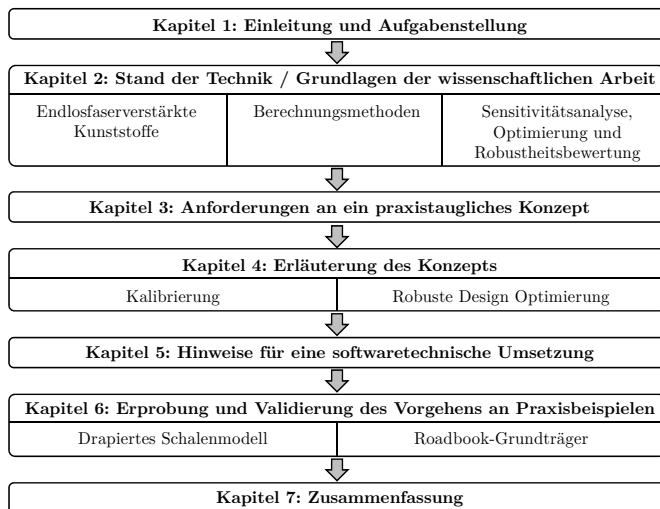 Kapitel 1: Einleitung und Aufgabenstellung
Kapitel 2: Stand der Technik / Grundlagen der wissenschaftlichen Arbeit
Endlosfaserverstärkte
Kunststoffe
Berechnungsmethoden
Sensitivitätsanalyse,
Optimierung und
Robustheitsbewertung
Kapitel 3: Anforderungen an ein praxistaugliches Konzept
Kapitel 4: Erläuterung des Konzepts
Kalibrierung
Robuste Design Optimierung
Kapitel 5: Hinweise für eine softwaretechnische Umsetzung
Kapitel 6: Erprobung und Validierung des Vorgehens an Praxisbeispielen
Drapiertes Schalenmodell
Roadbook-Grundträger
Kapitel 7: Zusammenfassung